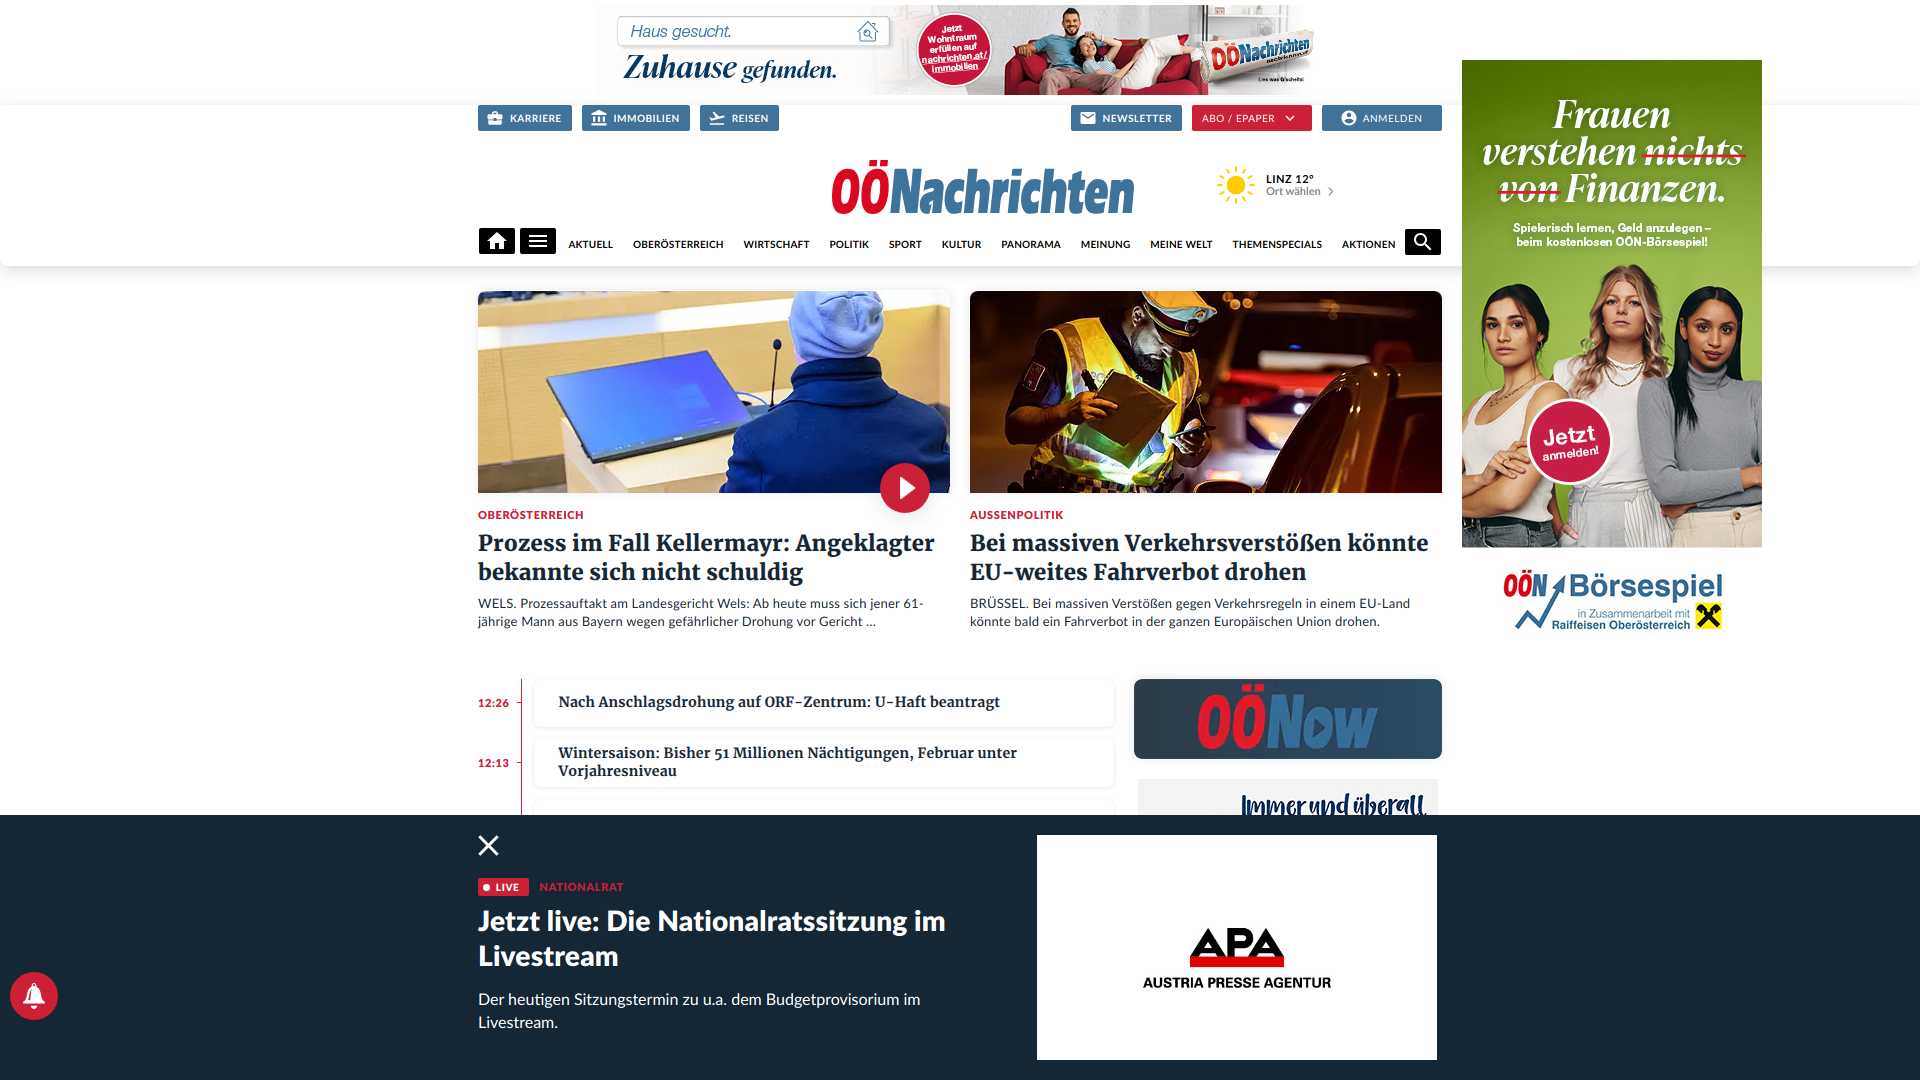 Haus gesucht.
Zuhause gefunden.
Jetzt
Wohntraum
erfüllen auf
nachrichten.at/
immobilien
OÖNachrichten
Lies was G'scheits!
KARRIERE
IMMOBILIEN
REISEN
NEWSLETTER
ABO / EPAPER
ANMELDEN
OÖNachrichten
LINZ 12°
Ort wählen
AKTUELL
OBERÖSTERREICH
WIRTSCHAFT
POLITIK
SPORT
KULTUR
PANORAMA
MEINUNG
MEINE WELT
THEMENSPECIALS
AKTIONEN
Frauen
verstehen nichts
von Finanzen.
Spielerisch lernen, Geld anzulegen –
beim kostenlosen OÖN-Börsespiel!
Jetzt
anmelden!
OÖN Börsespiel
in Zusammenarbeit mit
Raiffeisen Oberösterreich
OBERÖSTERREICH
Prozess im Fall Kellermayr: Angeklagter
bekannte sich nicht schuldig
WELS. Prozessauftakt am Landesgericht Wels: Ab heute muss sich jener 61-
jährige Mann aus Bayern wegen gefährlicher Drohung vor Gericht ...
AUSSENPOLITIK
Bei massiven Verkehrsverstößen könnte
EU-weites Fahrverbot drohen
BRÜSSEL. Bei massiven Verstößen gegen Verkehrsregeln in einem EU-Land
könnte bald ein Fahrverbot in der ganzen Europäischen Union drohen.
12:26
Nach Anschlagsdrohung auf ORF-Zentrum: U-Haft beantragt
12:13
Wintersaison: Bisher 51 Millionen Nächtigungen, Februar unter
Vorjahresniveau
OÖNow
Immer und überall
LIVE
NATIONALRAT
Jetzt live: Die Nationalratssitzung im
Livestream
Der heutigen Sitzungstermin zu u.a. dem Budgetprovisorium im
Livestream.
APA
AUSTRIA PRESSE AGENTUR